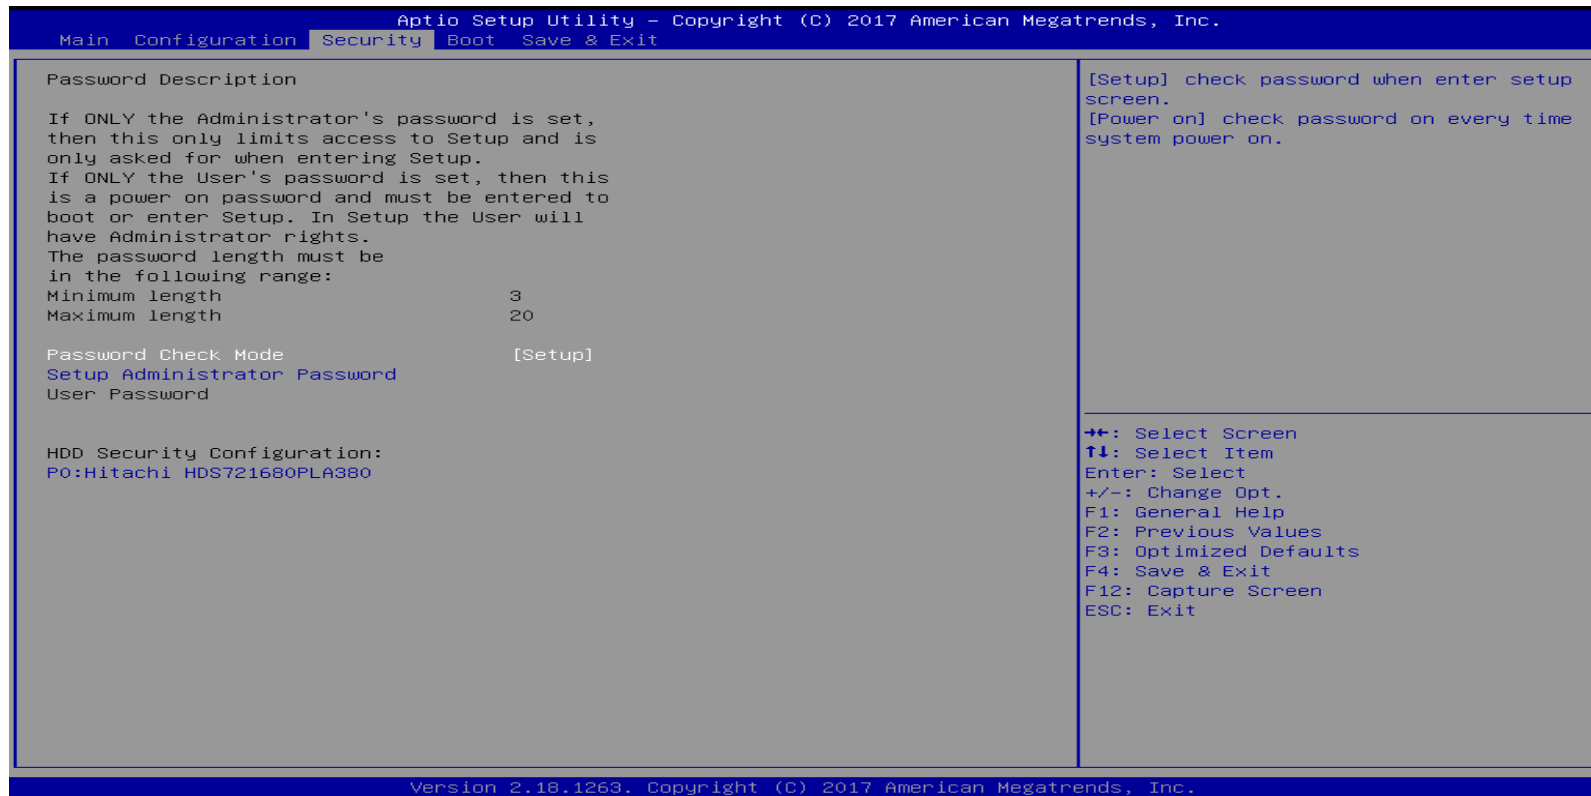 Aptio Setup Utility – Copyright (C) 2017 American Megatrends, Inc.
Main Configuration Security Boot Save & Exit
Password Description
If ONLY the Administrator's password is set,
then this only limits access to Setup and is
only asked for when entering Setup.
If ONLY the User's password is set, then this
is a power on password and must be entered to
boot or enter Setup. In Setup the User will
have Administrator rights.
The password length must be
in the following range:
Minimum length 3
Maximum length 20
Password Check Mode [Setup]
Setup Administrator Password
User Password
HDD Security Configuration:
P0:Hitachi HDS721680PLA380
[Setup] check password when enter setup
screen.
[Power on] check password on every time
system power on.
→←: Select Screen
↑↓: Select Item
Enter: Select
+/-: Change Opt.
F1: General Help
F2: Previous Values
F3: Optimized Defaults
F4: Save & Exit
F12: Capture Screen
ESC: Exit
Version 2.18.1263. Copyright (C) 2017 American Megatrends, Inc.